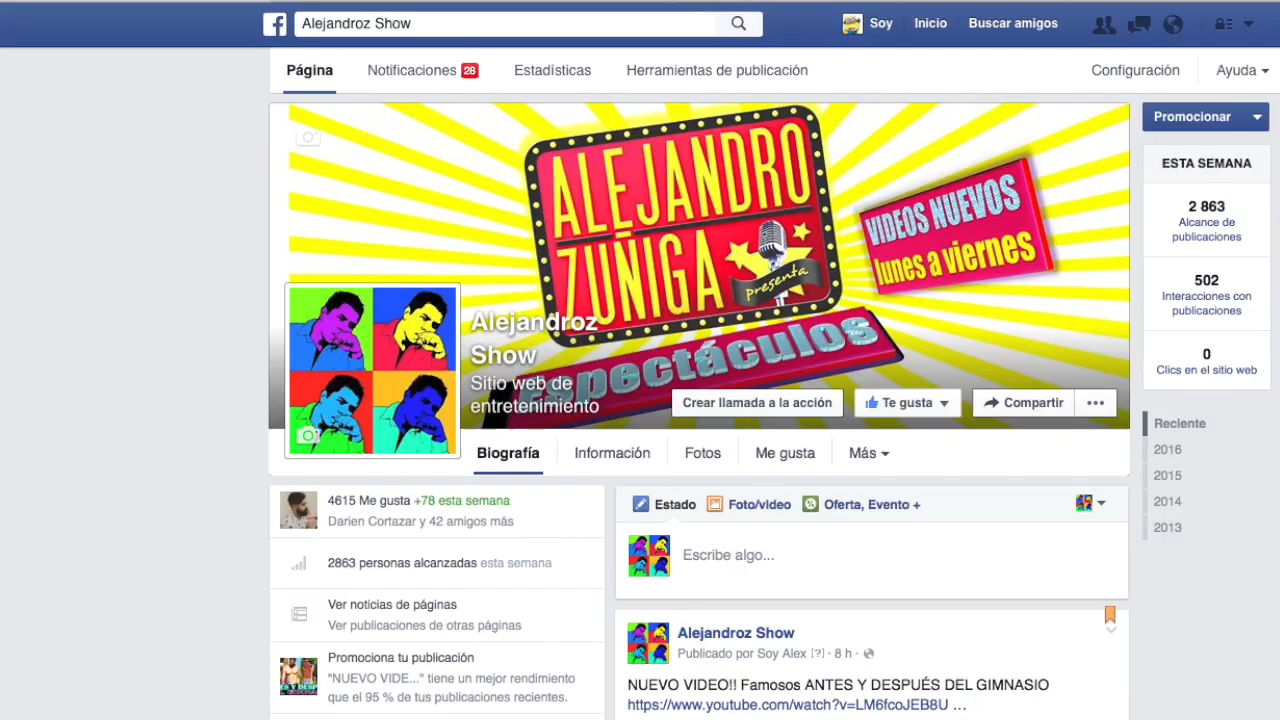 Alejandroz Show
Soy
Inicio
Buscar amigos
Página
Notificaciones 28
Estadísticas
Herramientas de publicación
Configuración
Ayuda
ALEJANDRO
ZUÑIGA
presenta
Espectáculos
VIDEOS NUEVOS
lunes a viernes
Alejandroz
Show
Sitio web de
entretenimiento
Crear llamada a la acción
Te gusta
Compartir
Promocionar
ESTA SEMANA
2 863
Alcance de
publicaciones
502
Interacciones con
publicaciones
0
Clics en el sitio web
Reciente
2016
2015
2014
2013
Biografía
Información
Fotos
Me gusta
Más
4615 Me gusta +78 esta semana
Darien Cortazar y 42 amigos más
2863 personas alcanzadas esta semana
Ver noticias de páginas
Ver publicaciones de otras páginas
Promociona tu publicación
"NUEVO VIDE..." tiene un mejor rendimiento
que el 95 % de tus publicaciones recientes.
Estado
Foto/video
Oferta, Evento +
Escribe algo...
Alejandroz Show
Publicado por Soy Alex [?] · 8 h ·
NUEVO VIDEO!! Famosos ANTES Y DESPUÉS DEL GIMNASIO
https://www.youtube.com/watch?v=LM6fcoJEB8U ...